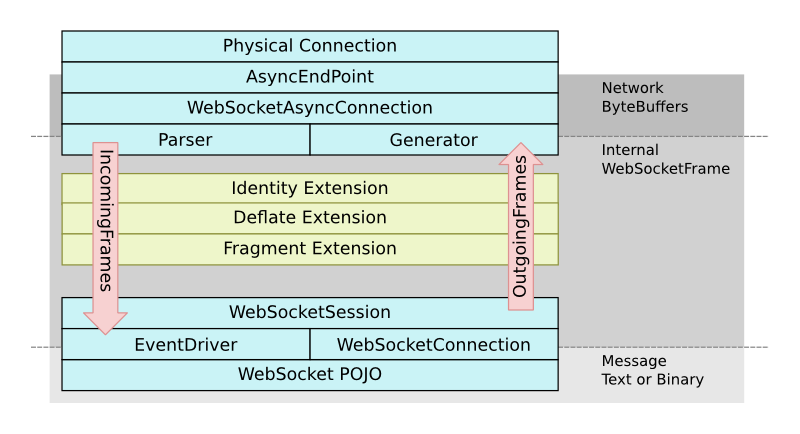 Physical Connection
AsyncEndPoint
Network
ByteBuffers
WebSocketAsyncConnection
Parser
Generator
Internal
WebSocketFrame
IncomingFrames
OutgoingFrames
Identity Extension
Deflate Extension
Fragment Extension
WebSocketSession
EventDriver
WebSocketConnection
Message
Text or Binary
WebSocket POJO